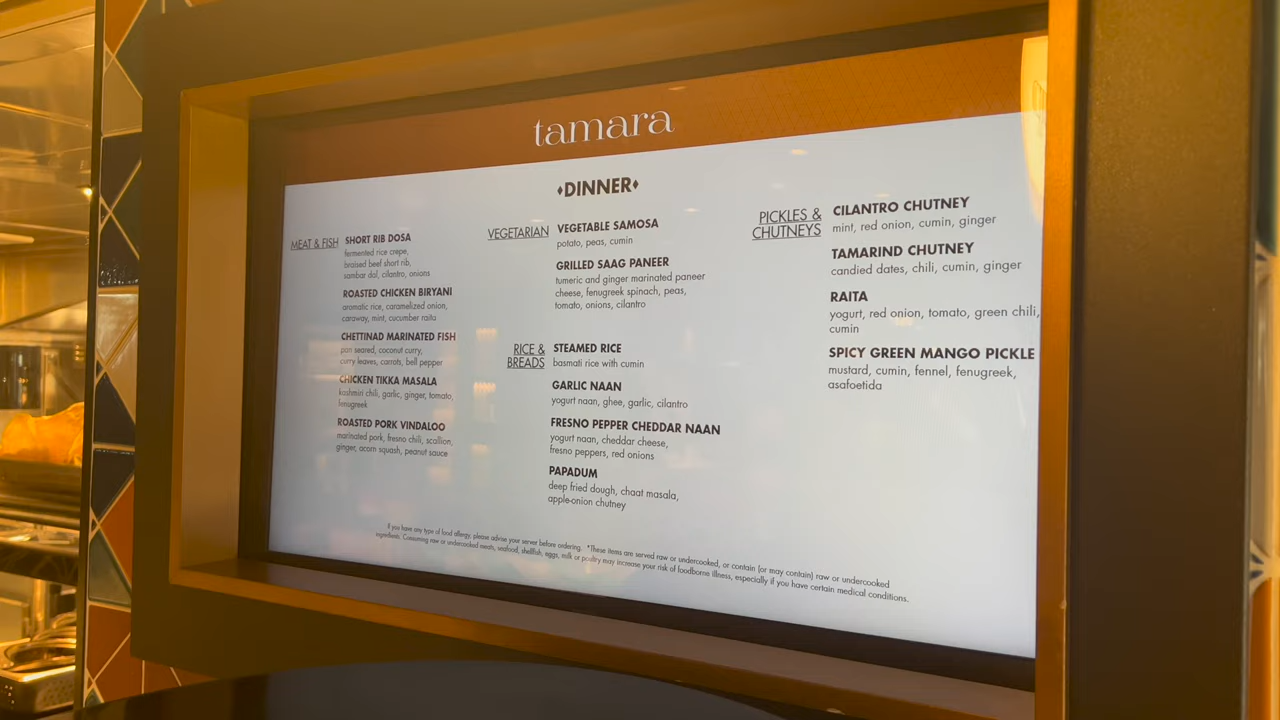 tamara
♦DINNER♦
MEAT & FISH
SHORT RIB DOSA
fermented rice crepe,
braised beef short rib,
sambar dal, cilantro, onions
ROASTED CHICKEN BIRYANI
aromatic rice, caramelized onion,
caraway, mint, cucumber raita
CHETTINAD MARINATED FISH
pan seared, coconut curry,
curry leaves, carrots, bell pepper
CHICKEN TIKKA MASALA
kashmiri chili, garlic, ginger, tomato,
fenugreek
ROASTED PORK VINDALOO
marinated pork, fresno chili, scallion,
ginger, acorn squash, peanut sauce
VEGETARIAN
VEGETABLE SAMOSA
potato, peas, cumin
GRILLED SAAG PANEER
tumeric and ginger marinated paneer
cheese, fenugreek spinach, peas,
tomato, onions, cilantro
RICE &
BREADS
STEAMED RICE
basmati rice with cumin
GARLIC NAAN
yogurt naan, ghee, garlic, cilantro
FRESNO PEPPER CHEDDAR NAAN
yogurt naan, cheddar cheese,
fresno peppers, red onions
PAPADUM
deep fried dough, chaat masala,
apple-onion chutney
PICKLES &
CHUTNEYS
CILANTRO CHUTNEY
mint, red onion, cumin, ginger
TAMARIND CHUTNEY
candied dates, chili, cumin, ginger
RAITA
yogurt, red onion, tomato, green chili,
cumin
SPICY GREEN MANGO PICKLE
mustard, cumin, fennel, fenugreek,
asafoetida
If you have any type of food allergy, please advise your server before ordering. *These items are served raw or undercooked, or contain (or may contain) raw or undercooked
ingredients. Consuming raw or undercooked meats, seafood, shellfish, eggs, milk or poultry may increase your risk of foodborne illness, especially if you have certain medical conditions.